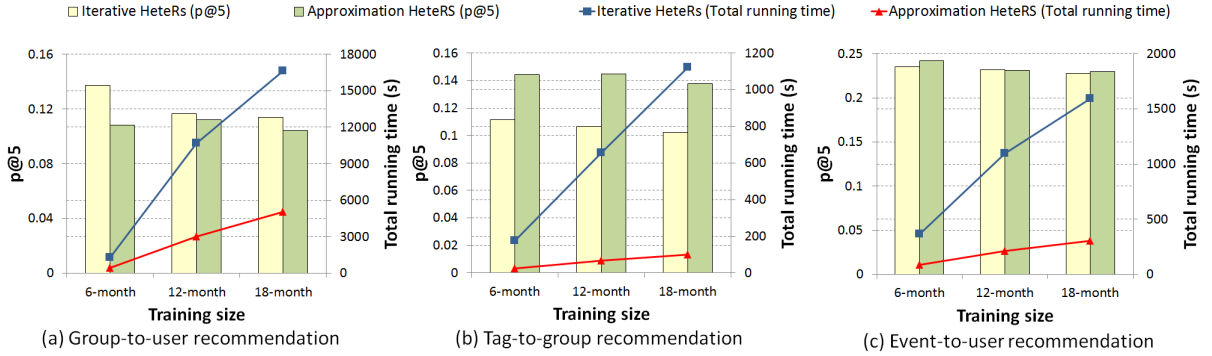 Iterative HeteRs (p@5) Approximation HeteRS (p@5) Iterative HeteRs (Total running time) Approximation HeteRS (Total running time)
0.16
0.12
0.08
0.04
0
p@5
18000
15000
12000
9000
6000
3000
0
Total running time (s)
6-month 12-month 18-month
Training size
(a) Group-to-user recommendation
0.16
0.14
0.12
0.1
0.08
0.06
0.04
0.02
0
p@5
1200
1000
800
600
400
200
0
Total running time (s)
6-month 12-month 18-month
Training size
(b) Tag-to-group recommendation
0.25
0.2
0.15
0.1
0.05
0
p@5
2000
1500
1000
500
0
Total running time (s)
6-month 12-month 18-month
Training size
(c) Event-to-user recommendation